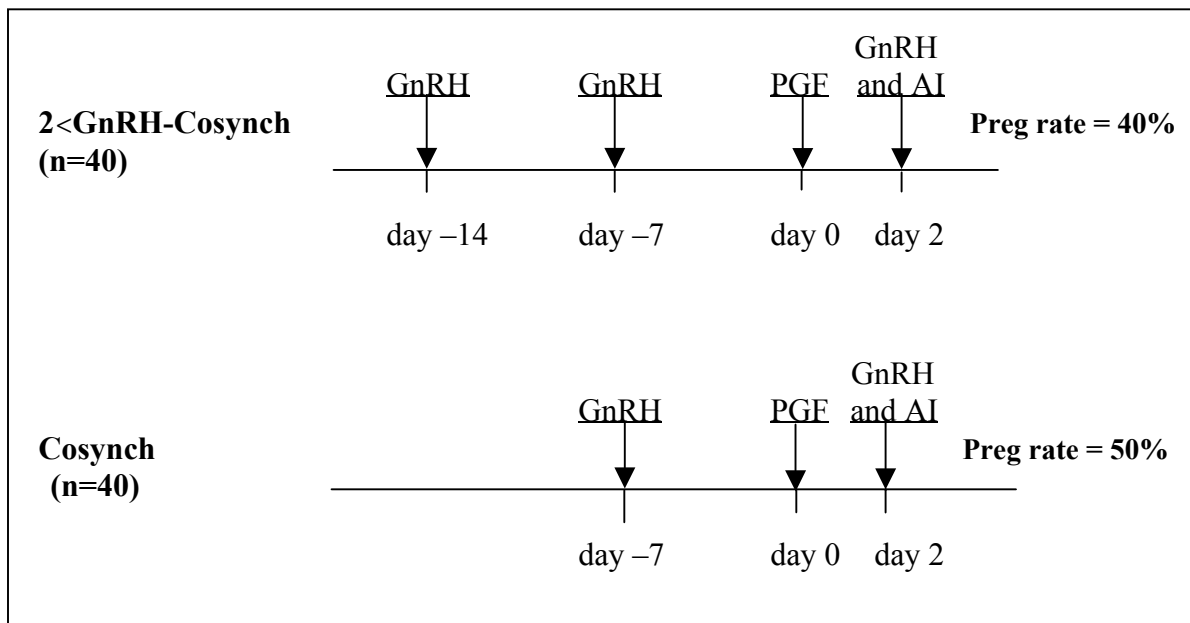 GnRH
GnRH GnRH PGF and AI
2<GnRH-Cosynch Preg rate = 40%
(n=40)
day –14 day –7 day 0 day 2
GnRH
GnRH PGF and AI
Cosynch Preg rate = 50%
(n=40)
day –7 day 0 day 2